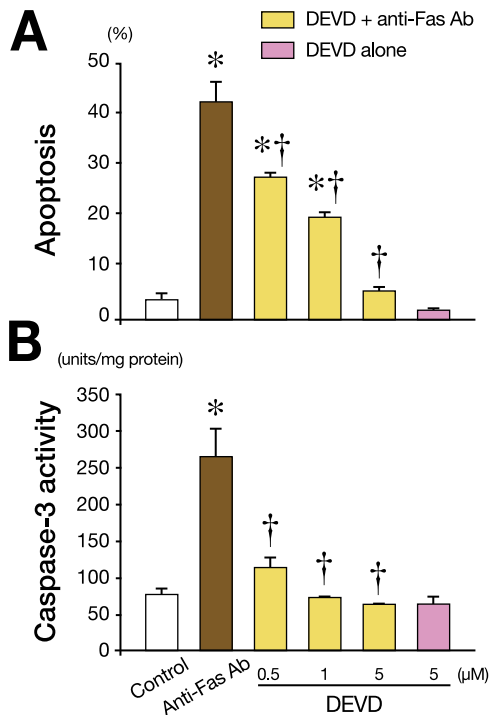 A
DEVD + anti-Fas Ab
DEVD alone
(%)
50
40
30
20
10
0
Apoptosis
*
*†
*†
†
B
(units/mg protein)
350
300
250
200
150
100
50
0
Caspase-3 activity
*
†
†
†
Control
Anti-Fas Ab
0.5 1 5 5 (μM)
DEVD